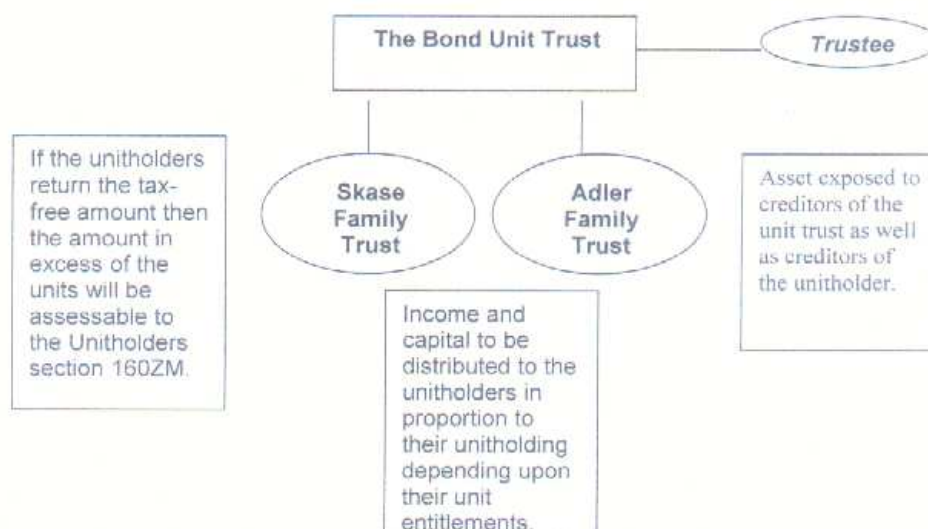 The Bond Unit Trust
Trustee
If the unitholders
return the tax-
free amount then
the amount in
excess of the
units will be
assessable to
the Unitholders
section 160ZM.
Skase
Family
Trust
Adler
Family
Trust
Asset exposed to
creditors of the
unit trust as well
as creditors of
the unitholder.
Income and
capital to be
distributed to the
unitholders in
proportion to
their unitholding
depending upon
their unit
entitlements.